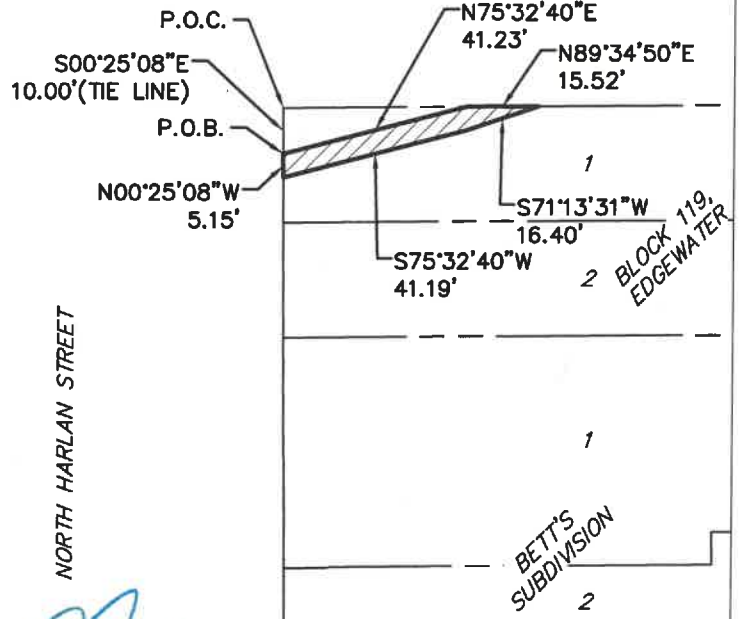 P.O.C.
N75°32'40"E
41.23'
S00°25'08"E
10.00'(TIE LINE)
N89°34'50"E
15.52'
P.O.B.
N00°25'08"W
5.15'
1
S71°13'31"W
16.40'
S75°32'40"W
41.19'
BLOCK 119,
EDGEWATER
2
NORTH HARLAN STREET
1
BETT'S
SUBDIVISION
2